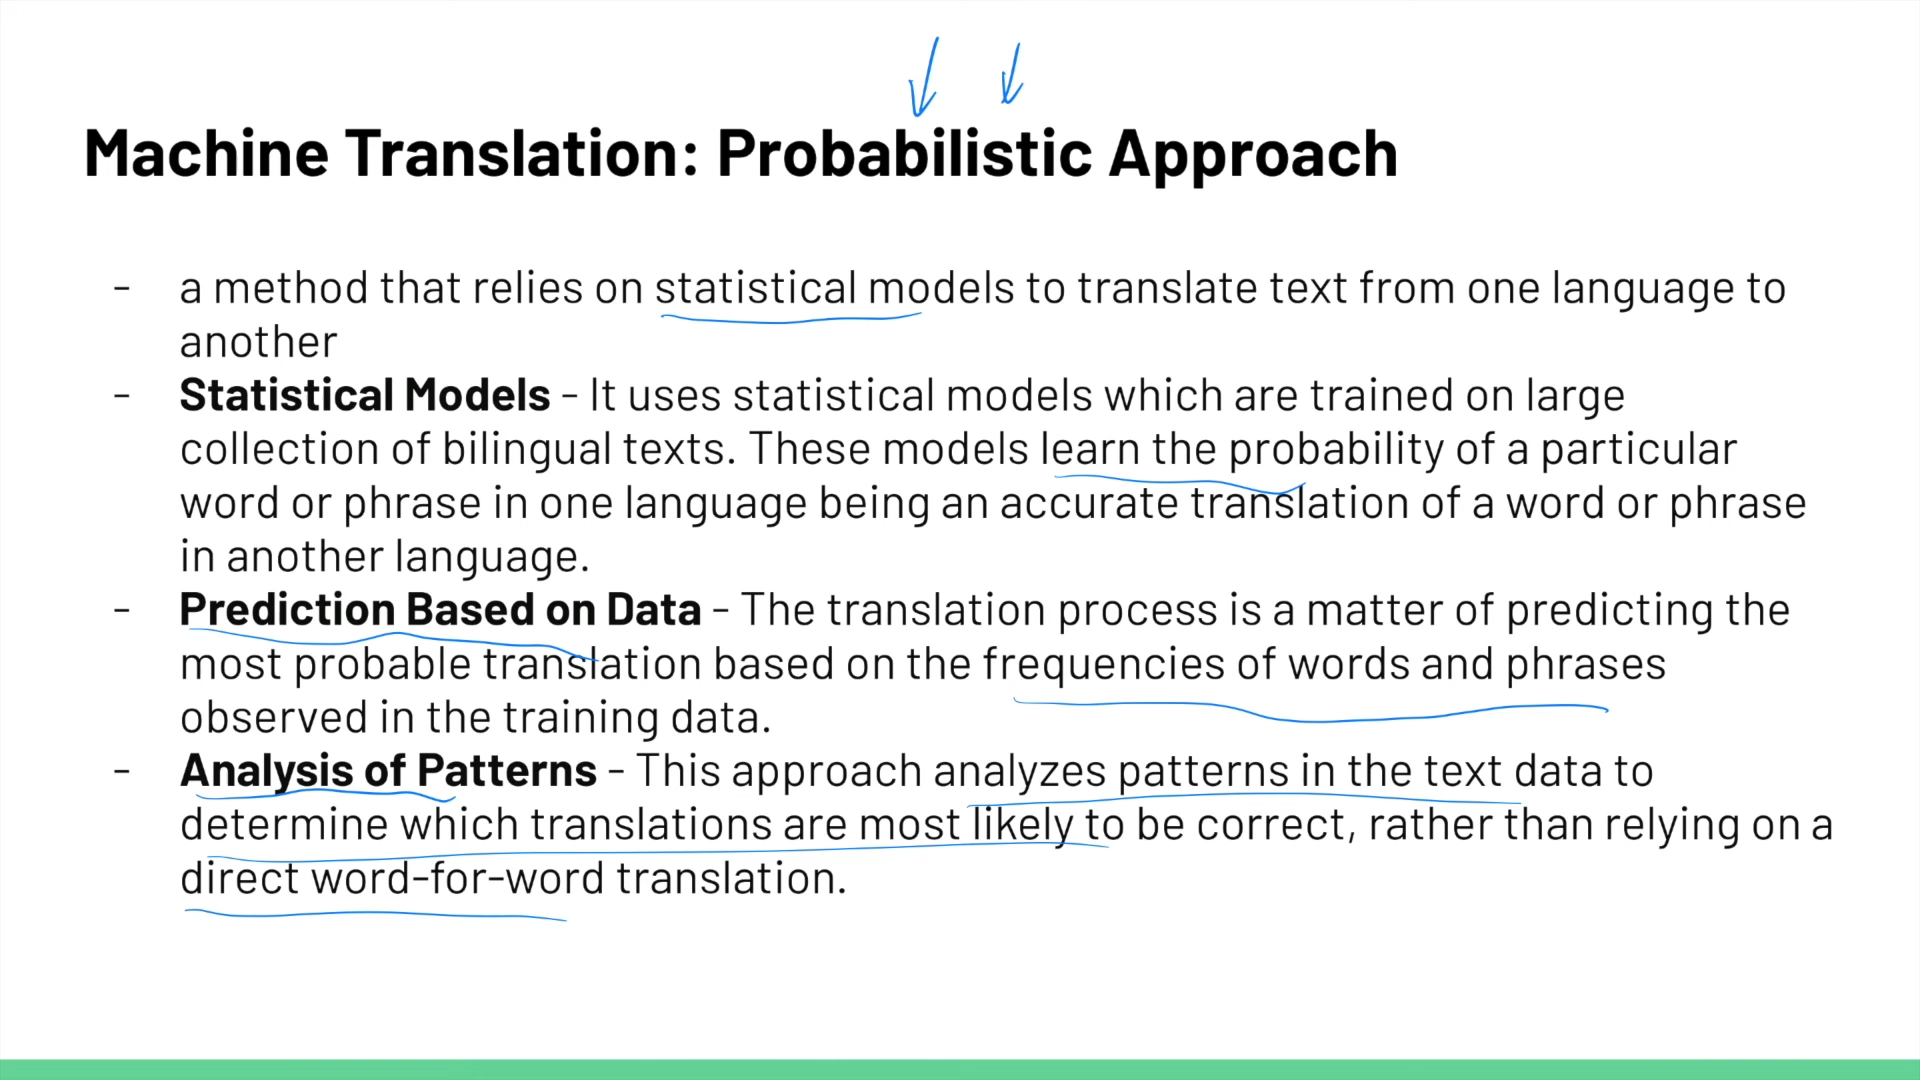 Machine Translation: Probabilistic Approach
- a method that relies on statistical models to translate text from one language to
another
- Statistical Models - It uses statistical models which are trained on large
collection of bilingual texts. These models learn the probability of a particular
word or phrase in one language being an accurate translation of a word or phrase
in another language.
- Prediction Based on Data - The translation process is a matter of predicting the
most probable translation based on the frequencies of words and phrases
observed in the training data.
- Analysis of Patterns - This approach analyzes patterns in the text data to
determine which translations are most likely to be correct, rather than relying on a
direct word-for-word translation.